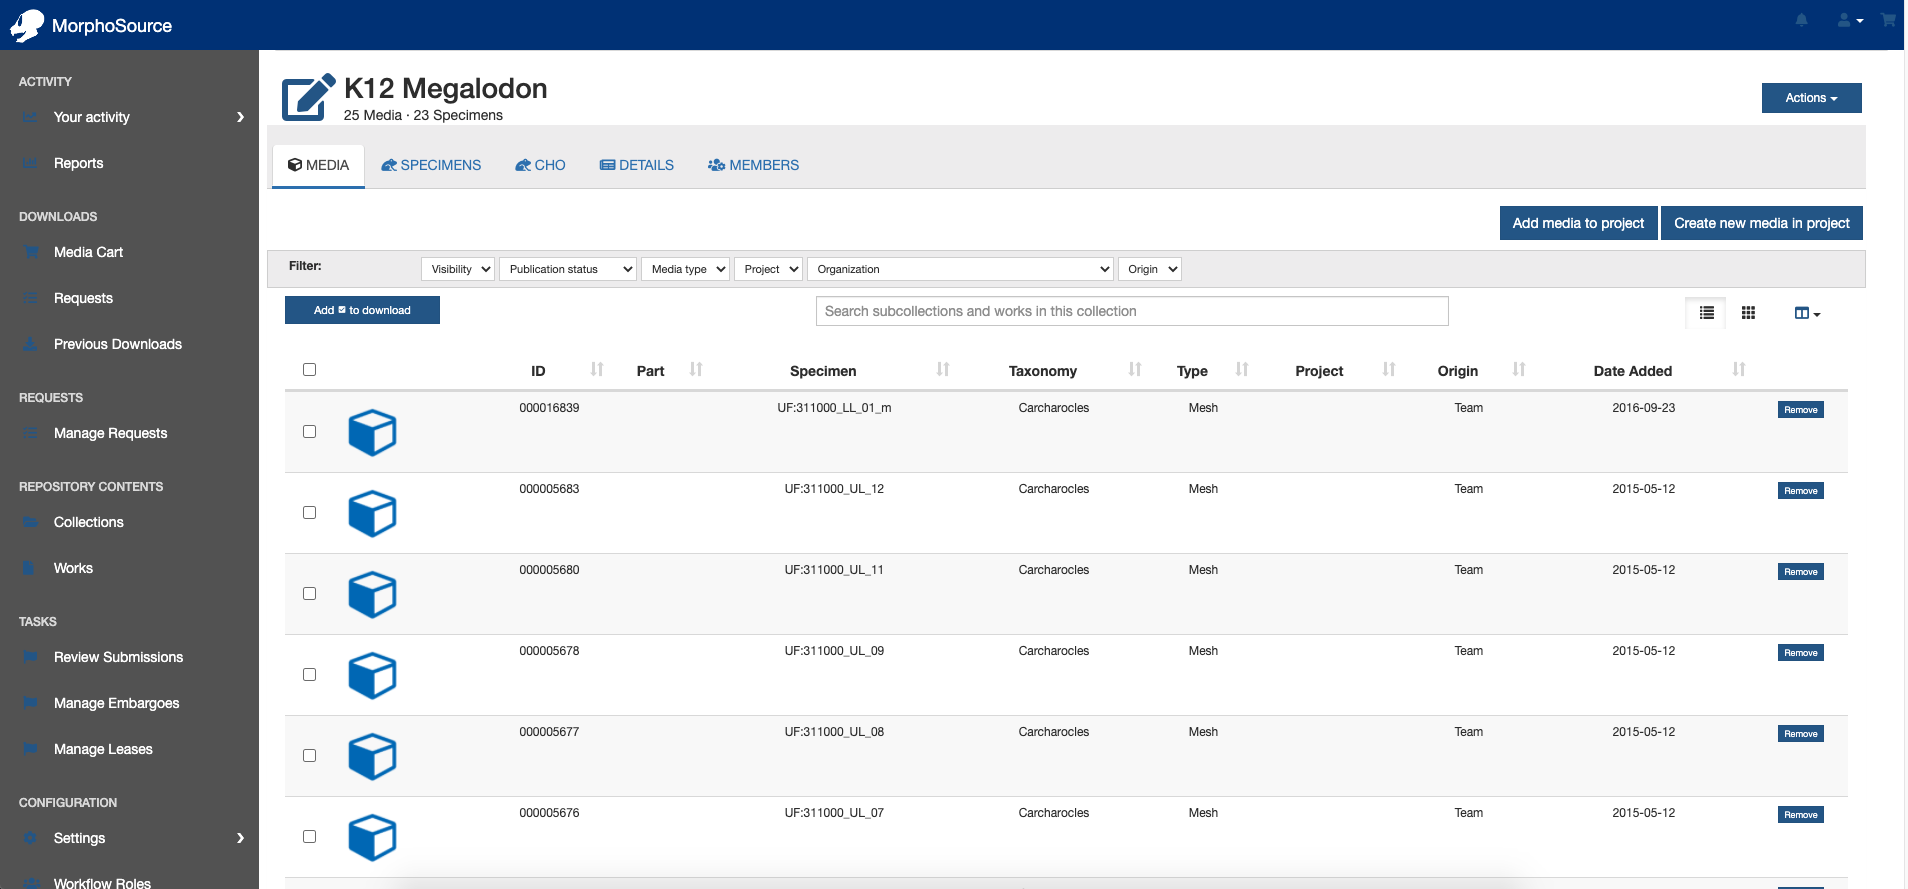 MorphoSource
ACTIVITY
Your activity
Reports
DOWNLOADS
Media Cart
Requests
Previous Downloads
REQUESTS
Manage Requests
REPOSITORY CONTENTS
Collections
Works
TASKS
Review Submissions
Manage Embargoes
Manage Leases
CONFIGURATION
Settings
Workflow Roles
K12 Megalodon
25 Media · 23 Specimens
Actions
MEDIA SPECIMENS CHO DETAILS MEMBERS
Add media to project Create new media in project
Filter: Visibility Publication status Media type Project Organization Origin
Add to download Search subcollections and works in this collection
ID Part Specimen Taxonomy Type Project Origin Date Added
000016839 UF:311000_LL_01_m Carcharocles Mesh Team 2016-09-23 Remove
000005683 UF:311000_UL_12 Carcharocles Mesh Team 2015-05-12 Remove
000005680 UF:311000_UL_11 Carcharocles Mesh Team 2015-05-12 Remove
000005678 UF:311000_UL_09 Carcharocles Mesh Team 2015-05-12 Remove
000005677 UF:311000_UL_08 Carcharocles Mesh Team 2015-05-12 Remove
000005676 UF:311000_UL_07 Carcharocles Mesh Team 2015-05-12 Remove